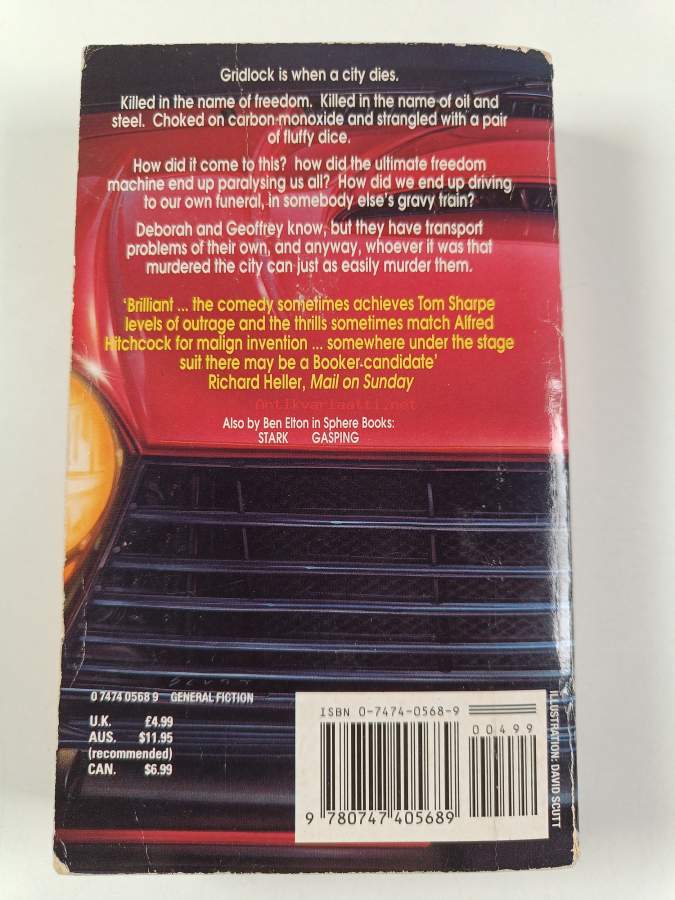 Gridlock is when a city dies.
Killed in the name of freedom. Killed in the name of oil and
steel. Choked on carbon-monoxide and strangled with a pair
of fluffy dice.
How did it come to this? how did the ultimate freedom
machine end up paralysing us all? How did we end up driving
to our own funeral, in somebody else's gravy train?
Deborah and Geoffrey know, but they have transport
problems of their own, and anyway, whoever it was that
murdered the city can just as easily murder them.
'Brilliant ... the comedy sometimes achieves Tom Sharpe
levels of outrage and the thrills sometimes match Alfred
Hitchcock for malign invention ... somewhere under the stage
suit there may be a Booker-candidate'
Richard Heller, Mail on Sunday
Antikvariaatti.net
Also by Ben Elton in Sphere Books:
STARK GASPING
0 7474 0568 9 GENERAL FICTION
U.K. £4.99
AUS. $11.95
(recommended)
CAN. $6.99
ISBN 0-7474-0568-9
00499
9 780747 405689
ILLUSTRATION: DAVID SCUTT